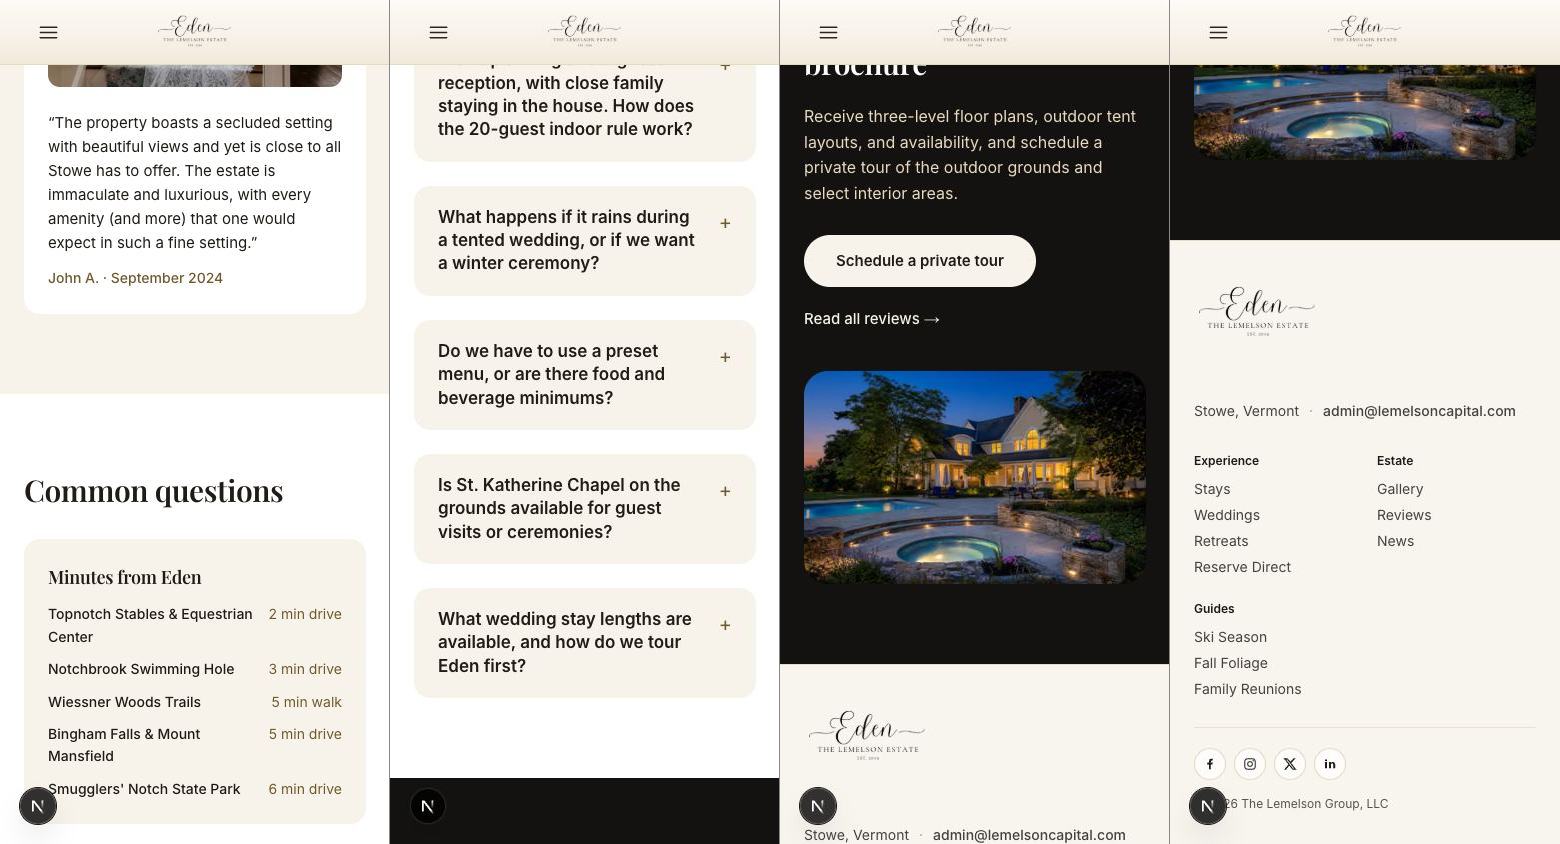 Eden
THE LEMELSON ESTATE
“The property boasts a secluded setting
with beautiful views and yet is close to all
Stowe has to offer. The estate is
immaculate and luxurious, with every
amenity (and more) that one would
expect in such a fine setting.”
John A. · September 2024
Common questions
Minutes from Eden
Topnotch Stables & Equestrian Center
2 min drive
Notchbrook Swimming Hole
3 min drive
Wiessner Woods Trails
5 min walk
Bingham Falls & Mount Mansfield
5 min drive
Smugglers' Notch State Park
6 min drive
N
Eden
THE LEMELSON ESTATE
reception, with close family
staying in the house. How does
the 20-guest indoor rule work?
+
What happens if it rains during
a tented wedding, or if we want
a winter ceremony?
+
Do we have to use a preset
menu, or are there food and
beverage minimums?
+
Is St. Katherine Chapel on the
grounds available for guest
visits or ceremonies?
+
What wedding stay lengths are
available, and how do we tour
Eden first?
+
N
Eden
THE LEMELSON ESTATE
brochure
Receive three-level floor plans, outdoor tent
layouts, and availability, and schedule a
private tour of the outdoor grounds and
select interior areas.
Schedule a private tour
Read all reviews →
Eden
THE LEMELSON ESTATE
N
Stowe, Vermont · admin@lemelsoncapital.com
Eden
THE LEMELSON ESTATE
Eden
THE LEMELSON ESTATE
Stowe, Vermont · admin@lemelsoncapital.com
Experience
Stays
Weddings
Retreats
Reserve Direct
Estate
Gallery
Reviews
News
Guides
Ski Season
Fall Foliage
Family Reunions
f
X
in
N
26 The Lemelson Group, LLC